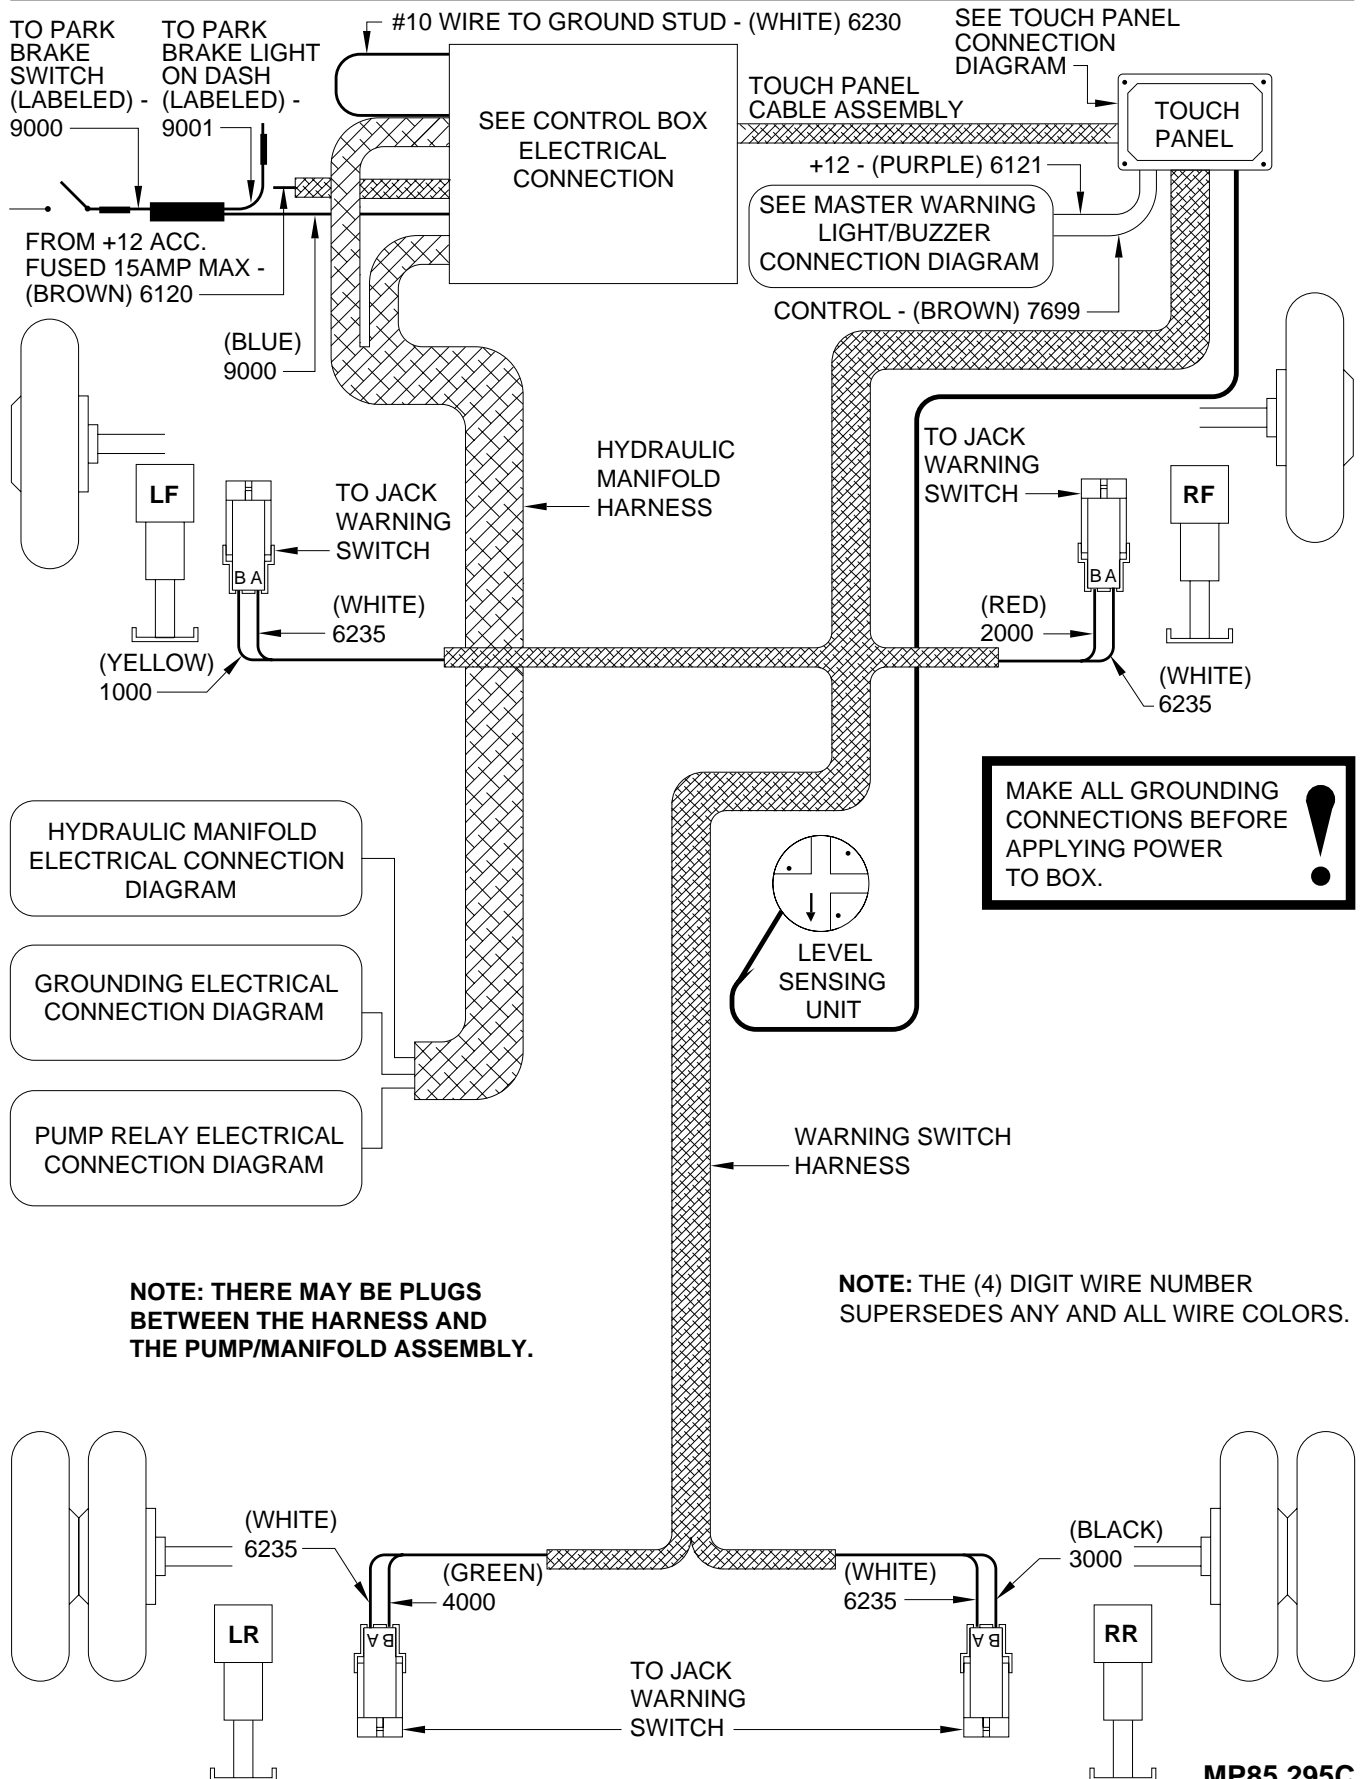 TO PARK
BRAKE
SWITCH
(LABELED) -
9000
TO PARK
BRAKE LIGHT
ON DASH
(LABELED) -
9001
#10 WIRE TO GROUND STUD - (WHITE) 6230
SEE TOUCH PANEL
CONNECTION
DIAGRAM
SEE CONTROL BOX
ELECTRICAL
CONNECTION
TOUCH PANEL
CABLE ASSEMBLY
TOUCH
PANEL
+12 - (PURPLE) 6121
SEE MASTER WARNING
LIGHT/BUZZER
CONNECTION DIAGRAM
CONTROL - (BROWN) 7699
FROM +12 ACC.
FUSED 15AMP MAX -
(BROWN) 6120
(BLUE)
9000
LF
TO JACK
WARNING
SWITCH
B A
(WHITE)
6235
(YELLOW)
1000
HYDRAULIC
MANIFOLD
HARNESS
TO JACK
WARNING
SWITCH
RF
B A
(RED)
2000
(WHITE)
6235
HYDRAULIC MANIFOLD
ELECTRICAL CONNECTION
DIAGRAM
GROUNDING ELECTRICAL
CONNECTION DIAGRAM
PUMP RELAY ELECTRICAL
CONNECTION DIAGRAM
LEVEL
SENSING
UNIT
MAKE ALL GROUNDING
CONNECTIONS BEFORE
APPLYING POWER
TO BOX.
!
WARNING SWITCH
HARNESS
NOTE: THERE MAY BE PLUGS
BETWEEN THE HARNESS AND
THE PUMP/MANIFOLD ASSEMBLY.
NOTE: THE (4) DIGIT WIRE NUMBER
SUPERSEDES ANY AND ALL WIRE COLORS.
(WHITE)
6235
(GREEN)
4000
LR
A B
(WHITE)
6235
(BLACK)
3000
A B
RR
TO JACK
WARNING
SWITCH
MP85.295C